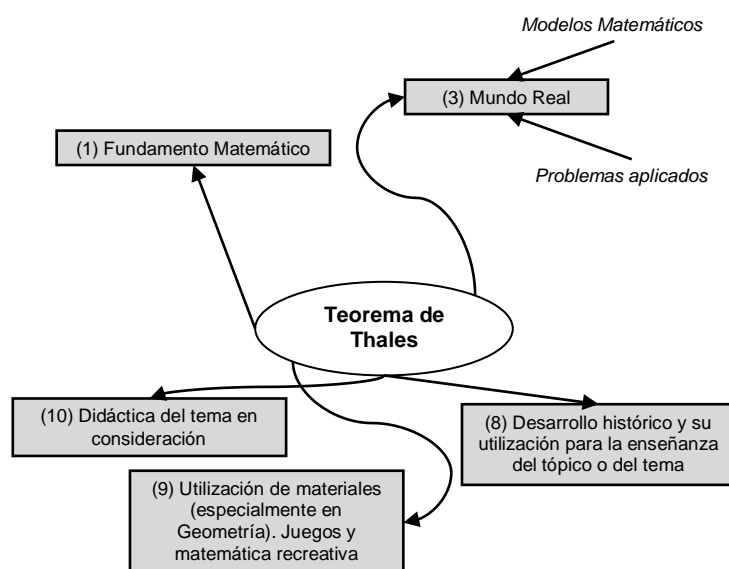 Modelos Matemáticos
(3) Mundo Real
(1) Fundamento Matemático
Problemas aplicados
Teorema de
Thales
(10) Didáctica del tema en
consideración
(8) Desarrollo histórico y su
utilización para la enseñanza
del tópico o del tema
(9) Utilización de materiales
(especialmente en
Geometría). Juegos y
matemática recreativa